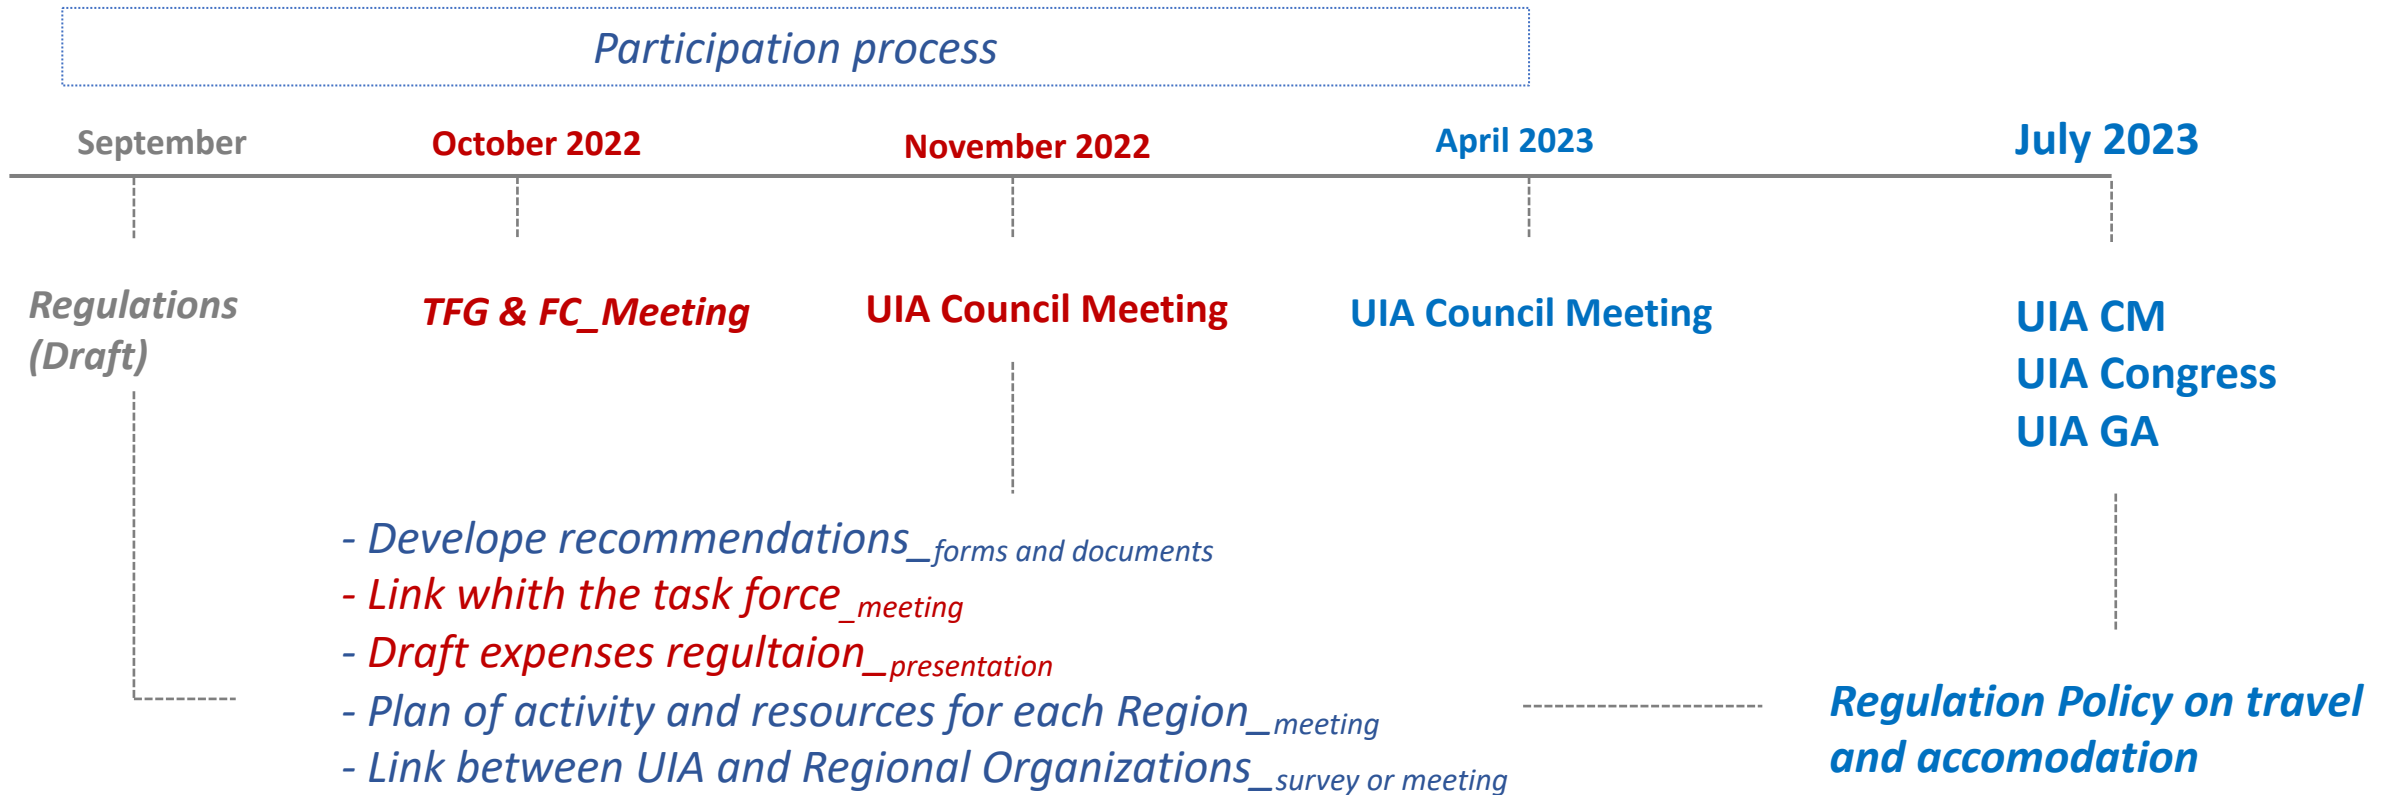 Participation process
September
October 2022
November 2022
April 2023
July 2023
Regulations
(Draft)
TFG & FC_Meeting
UIA Council Meeting
UIA Council Meeting
UIA CM
UIA Congress
UIA GA
- Develope recommendations_forms and documents
- Link whith the task force_meeting
- Draft expenses regultaion_presentation
- Plan of activity and resources for each Region_meeting
- Link between UIA and Regional Organizations_survey or meeting
Regulation Policy on travel
and accomodation